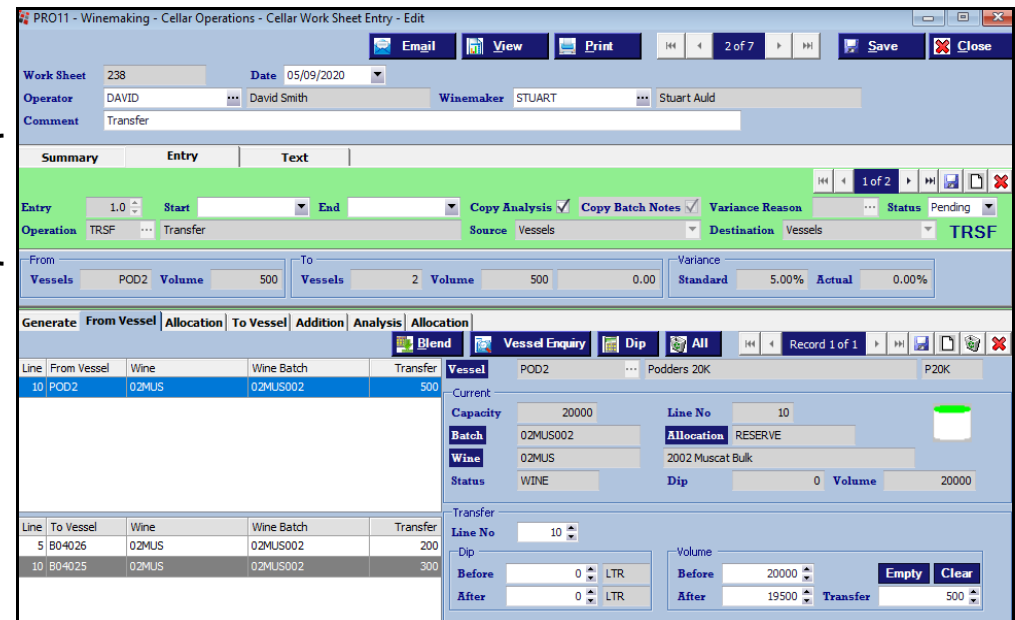 PRO11 - Winemaking - Cellar Operations - Cellar Work Sheet Entry - Edit
Email View Print 2 of 7 Save Close
Work Sheet 238 Date 05/09/2020
Operator DAVID ... David Smith Winemaker STUART ... Stuart Auld
Comment Transfer
Summary Entry Text
1 of 2
Entry 1.0 Start End Copy Analysis Copy Batch Notes Variance Reason ... Status Pending
Operation TRSF ... Transfer Source Vessels Destination Vessels TRSF
From To Variance
Vessels POD2 Volume 500 Vessels 2 Volume 500 0.00 Standard 5.00% Actual 0.00%
Generate From Vessel Allocation To Vessel Addition Analysis Allocation
Blend Vessel Enquiry Dip All Record 1 of 1
Line From Vessel Wine Wine Batch Transfer
10 POD2 02MUS 02MUS002 500
Vessel POD2 ... Podders 20K P20K
Current
Capacity 20000 Line No 10
Batch 02MUS002 Allocation RESERVE
Wine 02MUS 2002 Muscat Bulk
Status WINE Dip 0 Volume 20000
Line To Vessel Wine Wine Batch Transfer
5 B04026 02MUS 02MUS002 200
10 B04025 02MUS 02MUS002 300
Transfer
Line No 10
Dip Volume
Before 0 LTR Before 20000 Empty Clear
After 0 LTR After 19500 Transfer 500